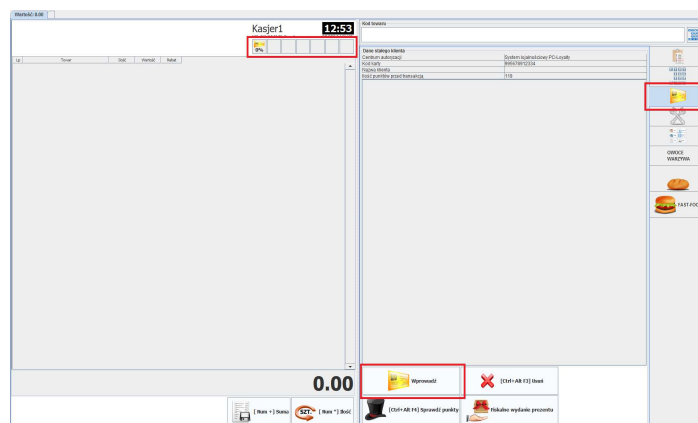 Wartość: 0.00
Kasjer1
12:53
0%
Lp
Towar
Ilość
Wartość
Rabat
0.00
[ Num + ] Suma
SZT.
[ Num * ] Ilość
Kod towaru
Dane stałego klienta
Centrum autoryzacji
System lojalnościowy PC-Loyalty
Kod karty
Nazwa klienta
Ilość punktów przed transakcją
110
Wprowadź
[Ctrl+Alt F3] Usuń
[Ctrl+Alt F4] Sprawdź punkty
Fiskalne wydanie prezentu
OWOCE
WARZYWA
FAST-FOO